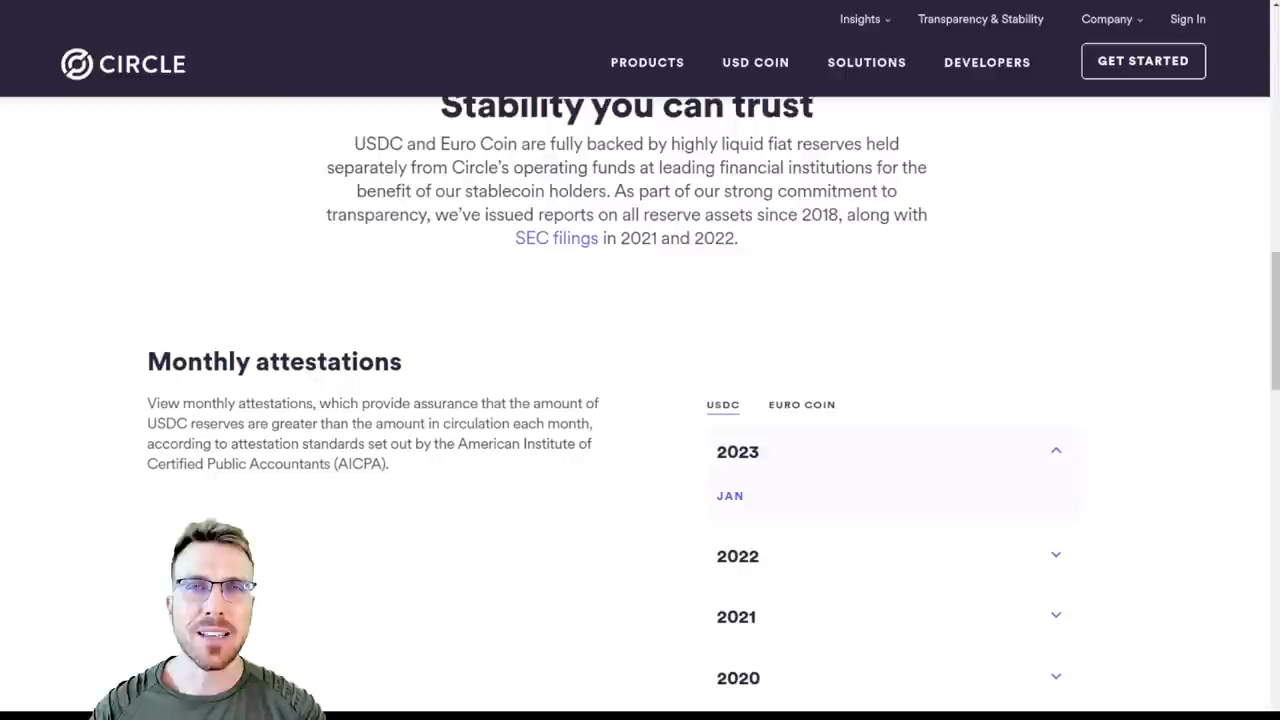 Insights
Transparency & Stability
Company
Sign In
CIRCLE
PRODUCTS
USD COIN
SOLUTIONS
DEVELOPERS
GET STARTED
Stability you can trust
USDC and Euro Coin are fully backed by highly liquid fiat reserves held
separately from Circle's operating funds at leading financial institutions for the
benefit of our stablecoin holders. As part of our strong commitment to
transparency, we've issued reports on all reserve assets since 2018, along with
SEC filings in 2021 and 2022.
Monthly attestations
View monthly attestations, which provide assurance that the amount of
USDC reserves are greater than the amount in circulation each month,
according to attestation standards set out by the American Institute of
Certified Public Accountants (AICPA).
USDC
EURO COIN
2023
JAN
2022
2021
2020